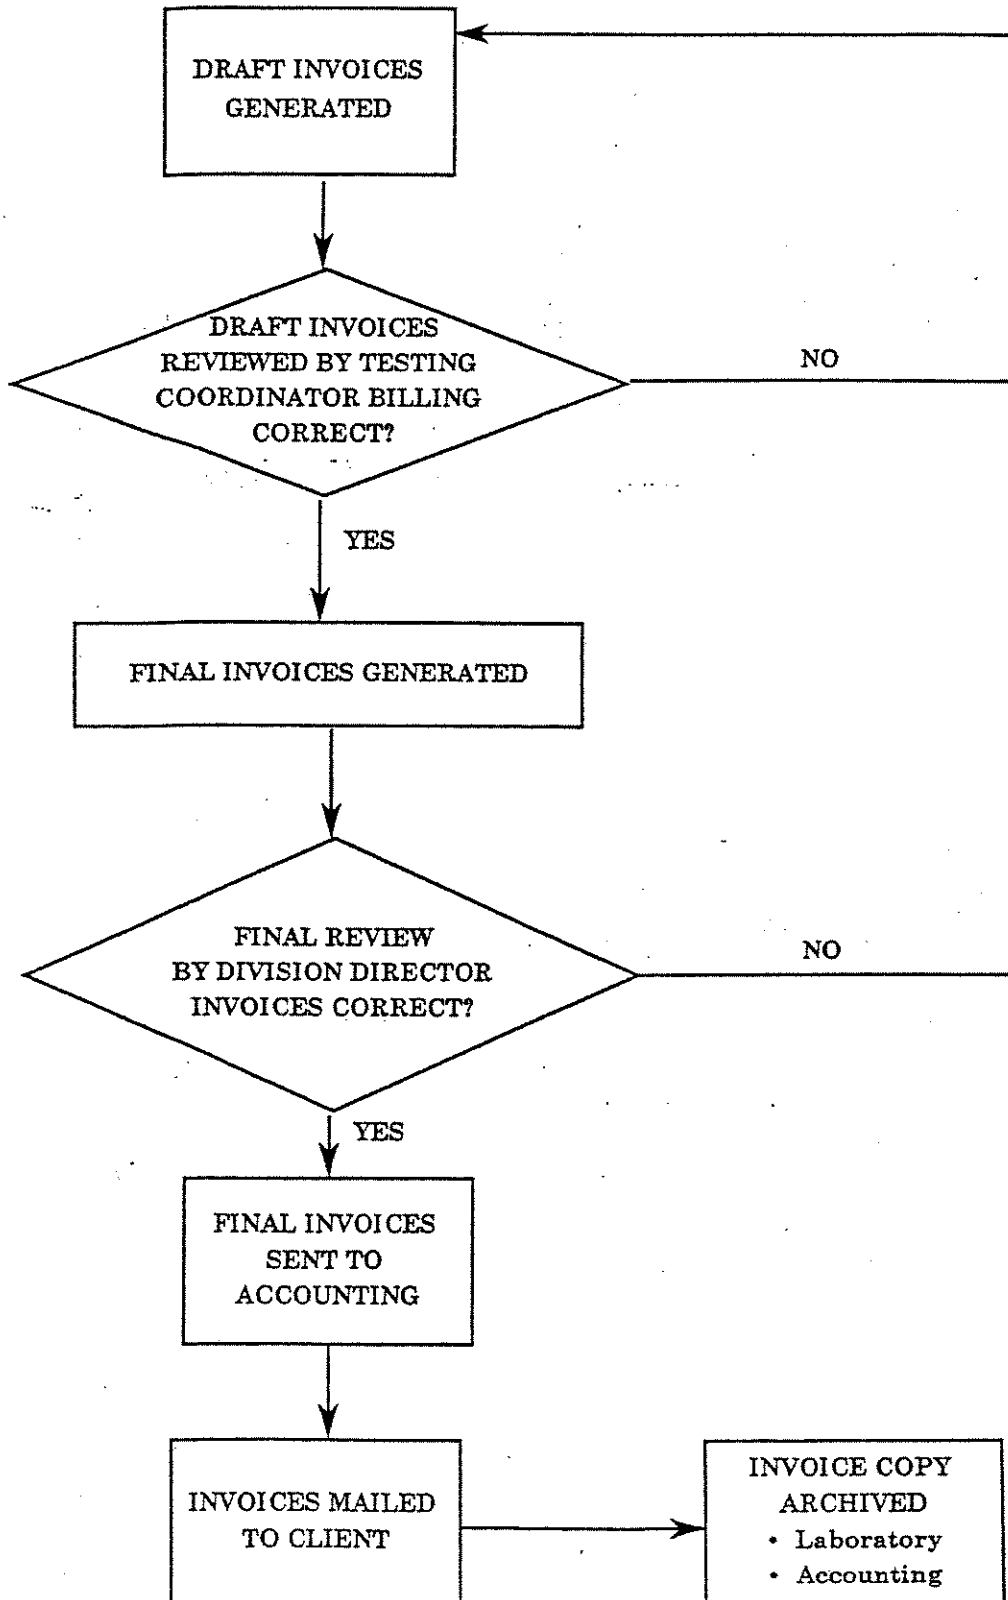 DRAFT INVOICES
GENERATED
DRAFT INVOICES
REVIEWED BY TESTING
COORDINATOR BILLING
CORRECT?
NO
YES
FINAL INVOICES GENERATED
FINAL REVIEW
BY DIVISION DIRECTOR
INVOICES CORRECT?
NO
YES
FINAL INVOICES
SENT TO
ACCOUNTING
INVOICES MAILED
TO CLIENT
INVOICE COPY
ARCHIVED
• Laboratory
• Accounting